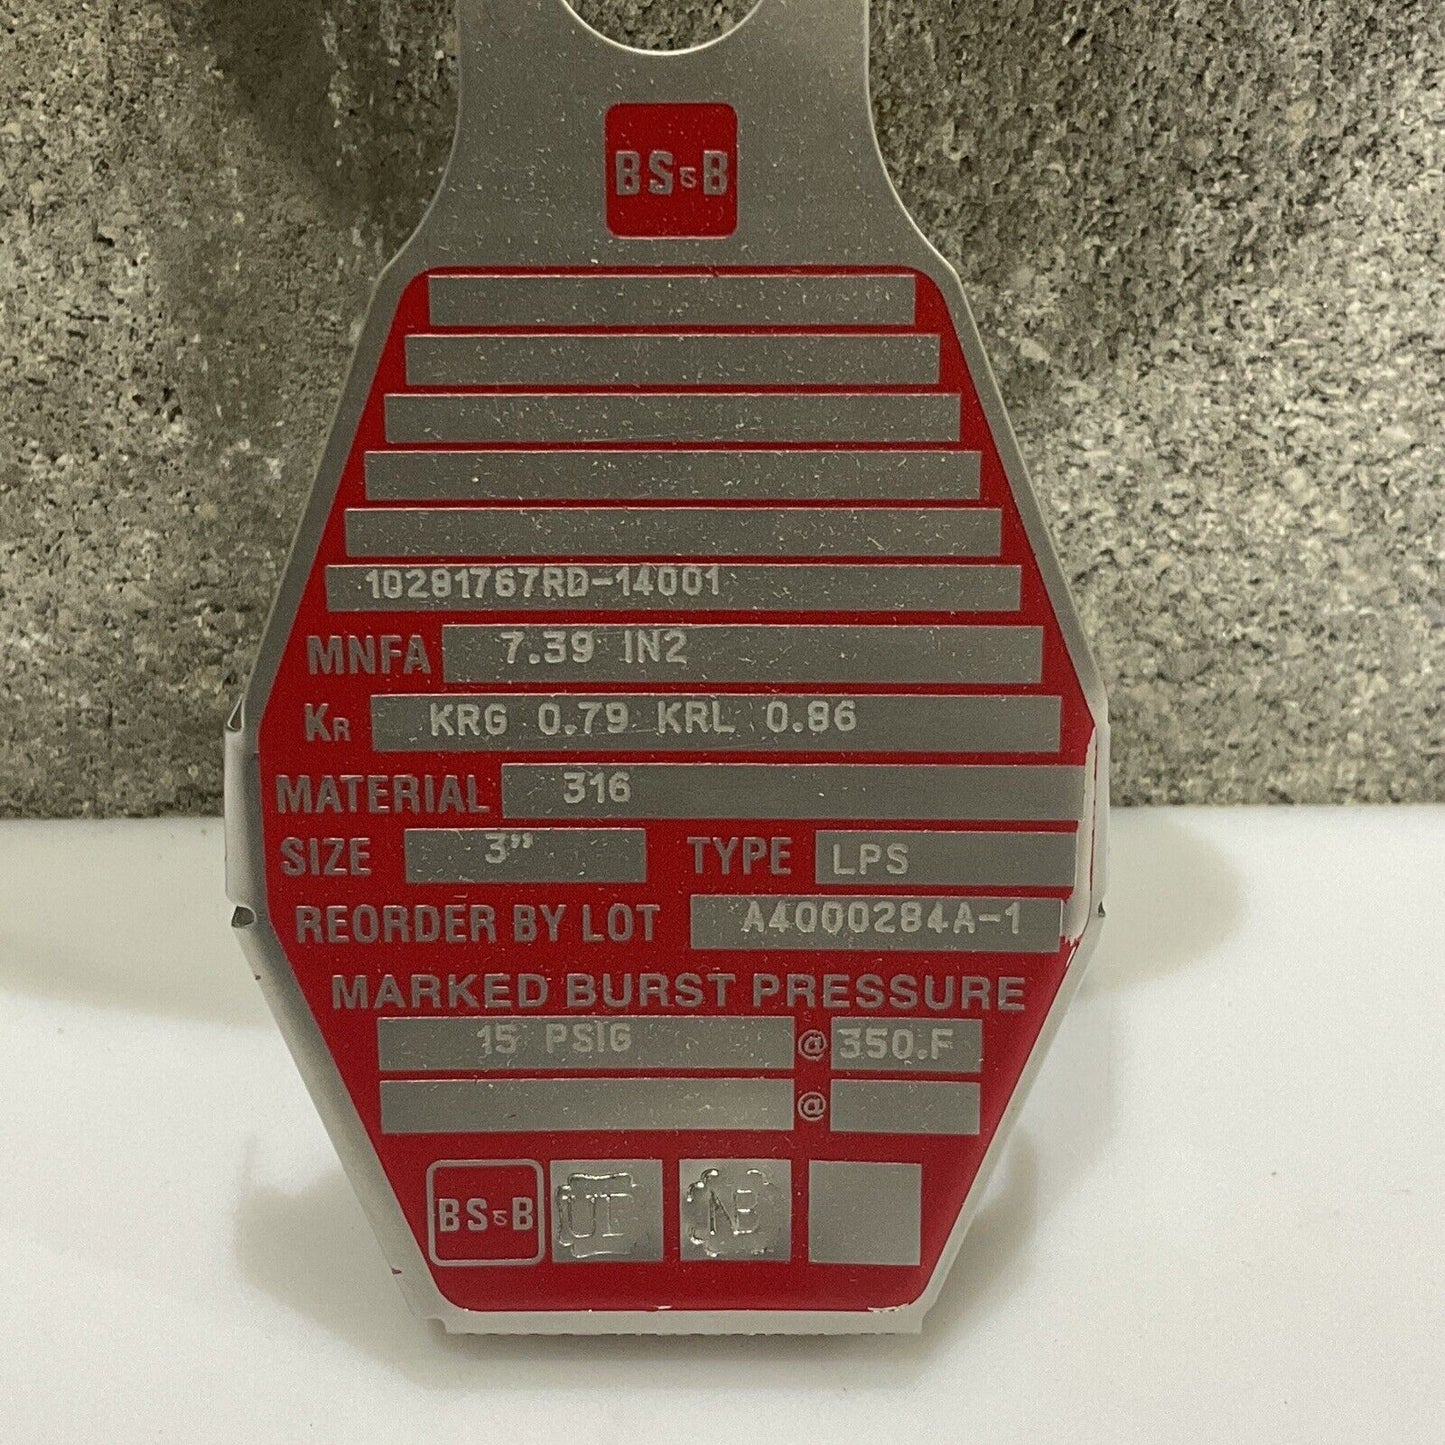 BS&B
10281767RD-14001
MNFA 7.39 IN2
KR KRG 0.79 KRL 0.86
MATERIAL 316
SIZE 3" TYPE LPS
REORDER BY LOT A4000284A-1
MARKED BURST PRESSURE
15 PSIG @ 350.F
@
BS&B UD NB